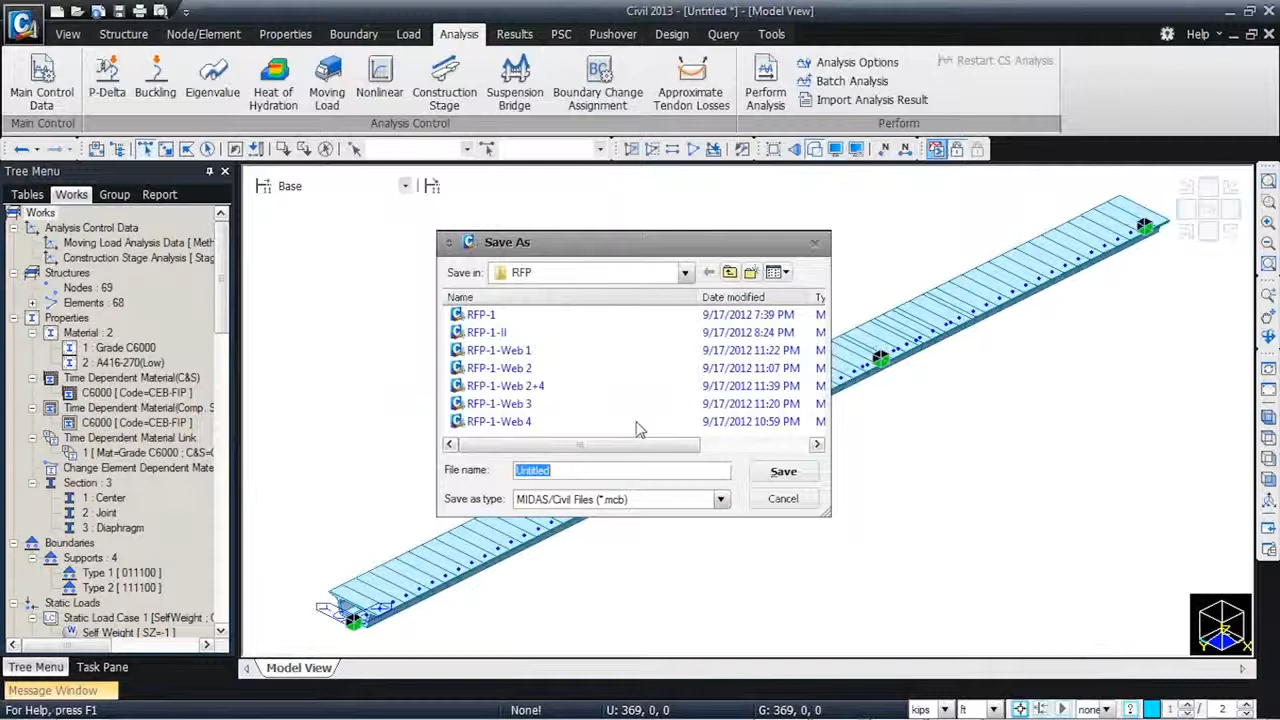 Civil 2013 - [Untitled *] - [Model View]
View Structure Node/Element Properties Boundary Load Analysis Results PSC Pushover Design Query Tools Help
Main Control Data
P-Delta
Buckling
Eigenvalue
Heat of Hydration
Moving Load
Nonlinear
Construction Stage
Suspension Bridge
Boundary Change Assignment
Approximate Tendon Losses
Perform Analysis
Analysis Options
Batch Analysis
Import Analysis Result
Restart CS Analysis
Main Control Analysis Control Perform
Tree Menu
Tables Works Group Report
Base
Works
Analysis Control Data
Moving Load Analysis Data [ Meth
Construction Stage Analysis [ Stag
Structures
Nodes : 69
Elements : 68
Properties
Material : 2
1 : Grade C6000
2 : A416-270(Low)
Time Dependent Material(C&S)
C6000 [ Code=CEB-FIP ]
Time Dependent Material(Comp. S
C6000 [ Code=CEB-FIP ]
Time Dependent Material Link
1 [ Mat=Grade C6000 ; C&S=C
Change Element Dependent Mate
Section : 3
1 : Center
2 : Joint
3 : Diaphragm
Boundaries
Supports : 4
Type 1 [ 011100 ]
Type 2 [ 111100 ]
Static Loads
Static Load Case 1 [SelfWeight ;
Self Weight [ SZ=-1 ]
Save As
Save in: RFP
Name Date modified Ty
RFP-1 9/17/2012 7:39 PM M
RFP-1-II 9/17/2012 8:24 PM M
RFP-1-Web 1 9/17/2012 11:22 PM M
RFP-1-Web 2 9/17/2012 11:07 PM M
RFP-1-Web 2+4 9/17/2012 11:39 PM M
RFP-1-Web 3 9/17/2012 11:20 PM M
RFP-1-Web 4 9/17/2012 10:59 PM M
File name: Untitled Save
Save as type: MIDAS/Civil Files (*.mcb) Cancel
Z Y X
Tree Menu Task Pane Model View
Message Window
For Help, press F1 None! U: 369, 0, 0 G: 369, 0, 0 kips ft none 1 / 2